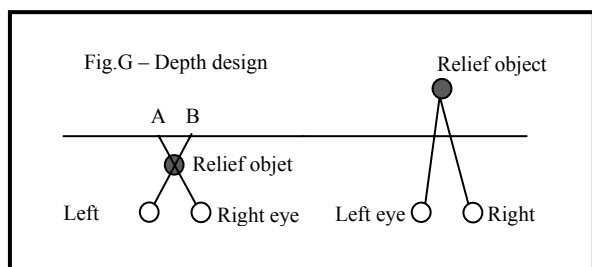 Fig.G – Depth design
Relief object
A B
Relief objet
Left
Right eye
Left eye
Right